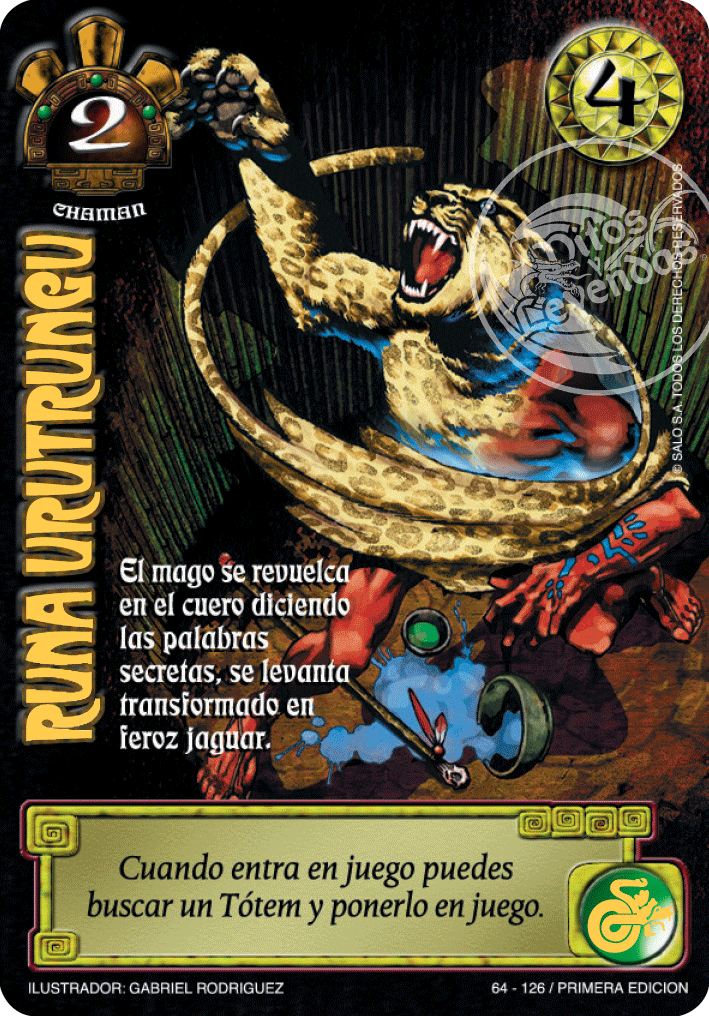 2
4
CHAMAN
RUNA URUTRUNGU
Mitos
y
Leyendas
© SALO S.A. TODOS LOS DERECHOS RESERVADOS
El mago se revuelca
en el cuero diciendo
las palabras
secretas, se levanta
transformado en
feroz jaguar.
Cuando entra en juego puedes
buscar un Tótem y ponerlo en juego.
ILUSTRADOR: GABRIEL RODRIGUEZ
64 - 126 / PRIMERA EDICION